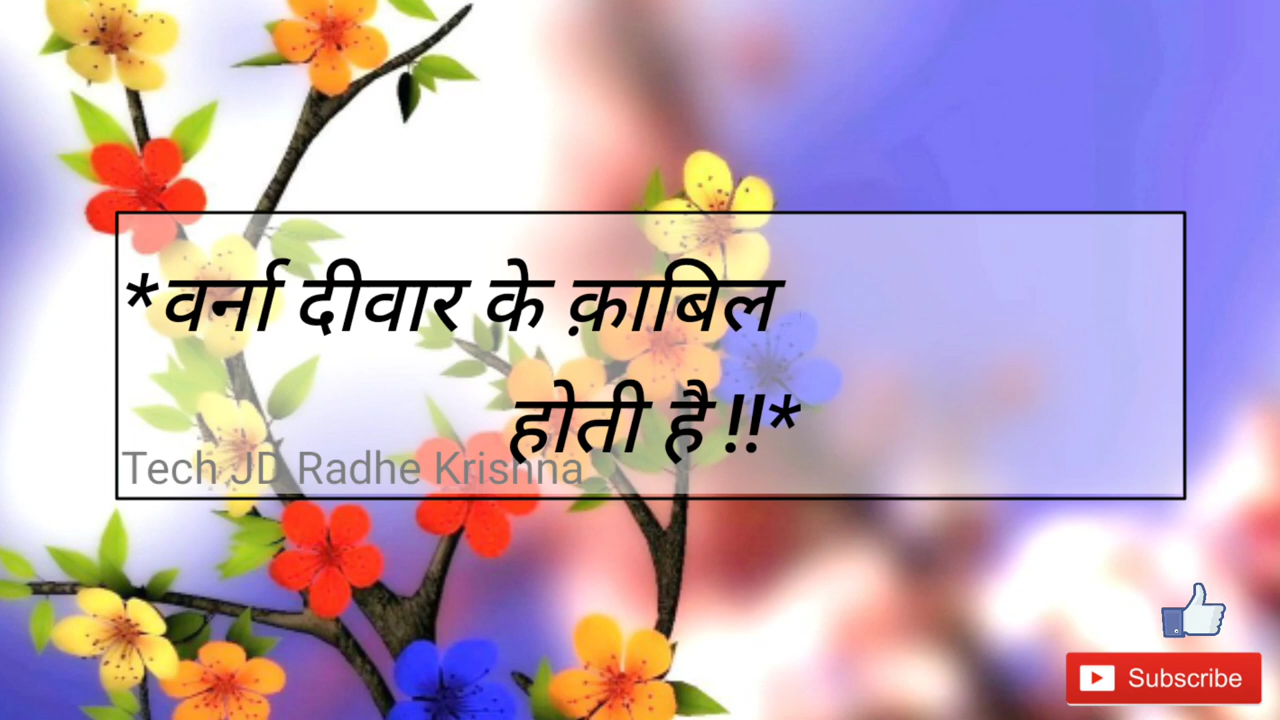 *वर्ना दीवार के क़ाबिल
होती है !!*
Tech JD Radhe Krishna
Subscribe